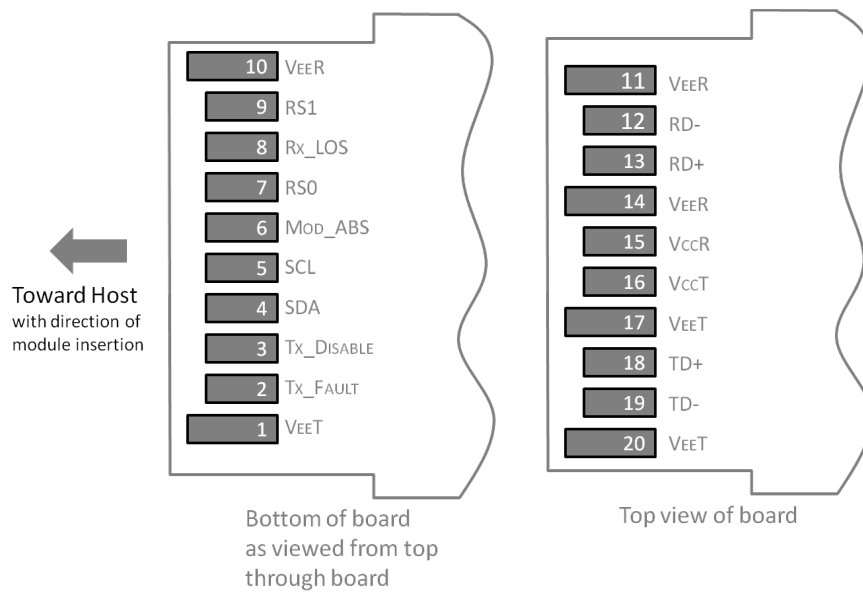 10 VEER
9 RS1
8 RX_LOS
7 RS0
6 MOD_ABS
5 SCL
4 SDA
3 TX_DISABLE
2 TX_FAULT
1 VEET
Toward Host
with direction of
module insertion
Bottom of board
as viewed from top
through board
11 VEER
12 RD-
13 RD+
14 VEER
15 VCCR
16 VCCT
17 VEET
18 TD+
19 TD-
20 VEET
Top view of board